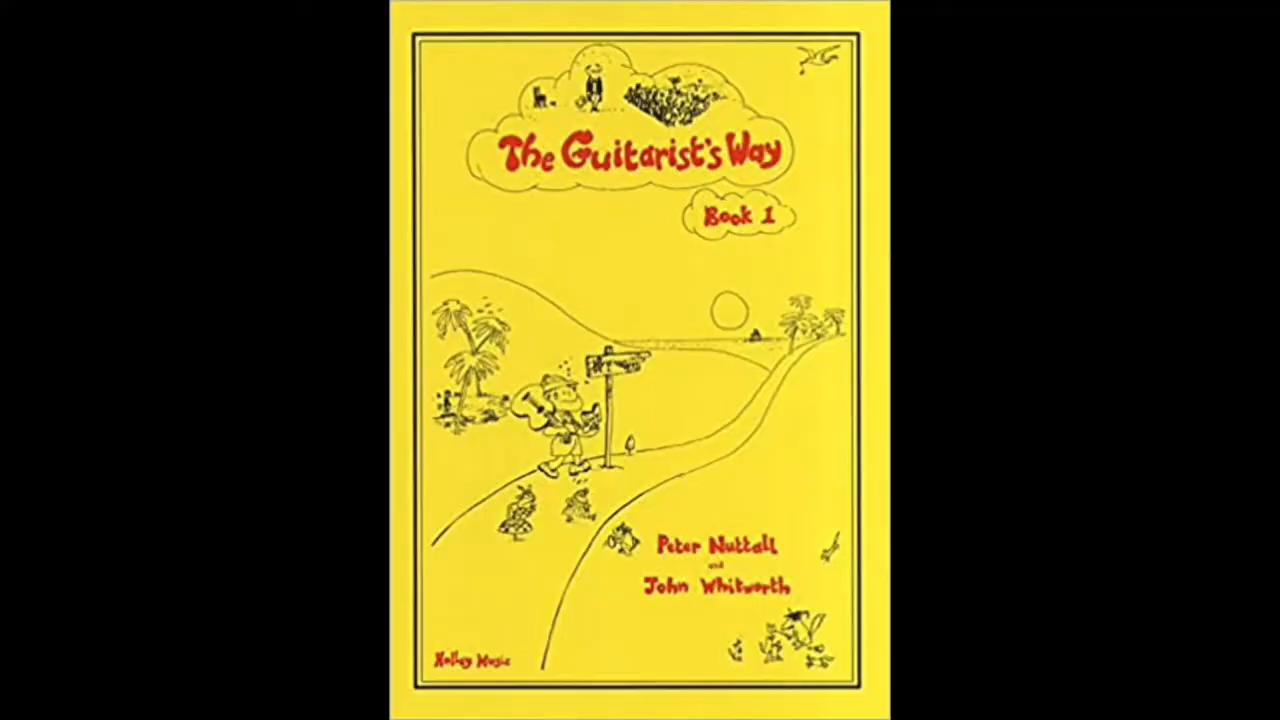 The Guitarist's Way
Book 1
Peter Nuttall
and
John Whitworth
Holley Music